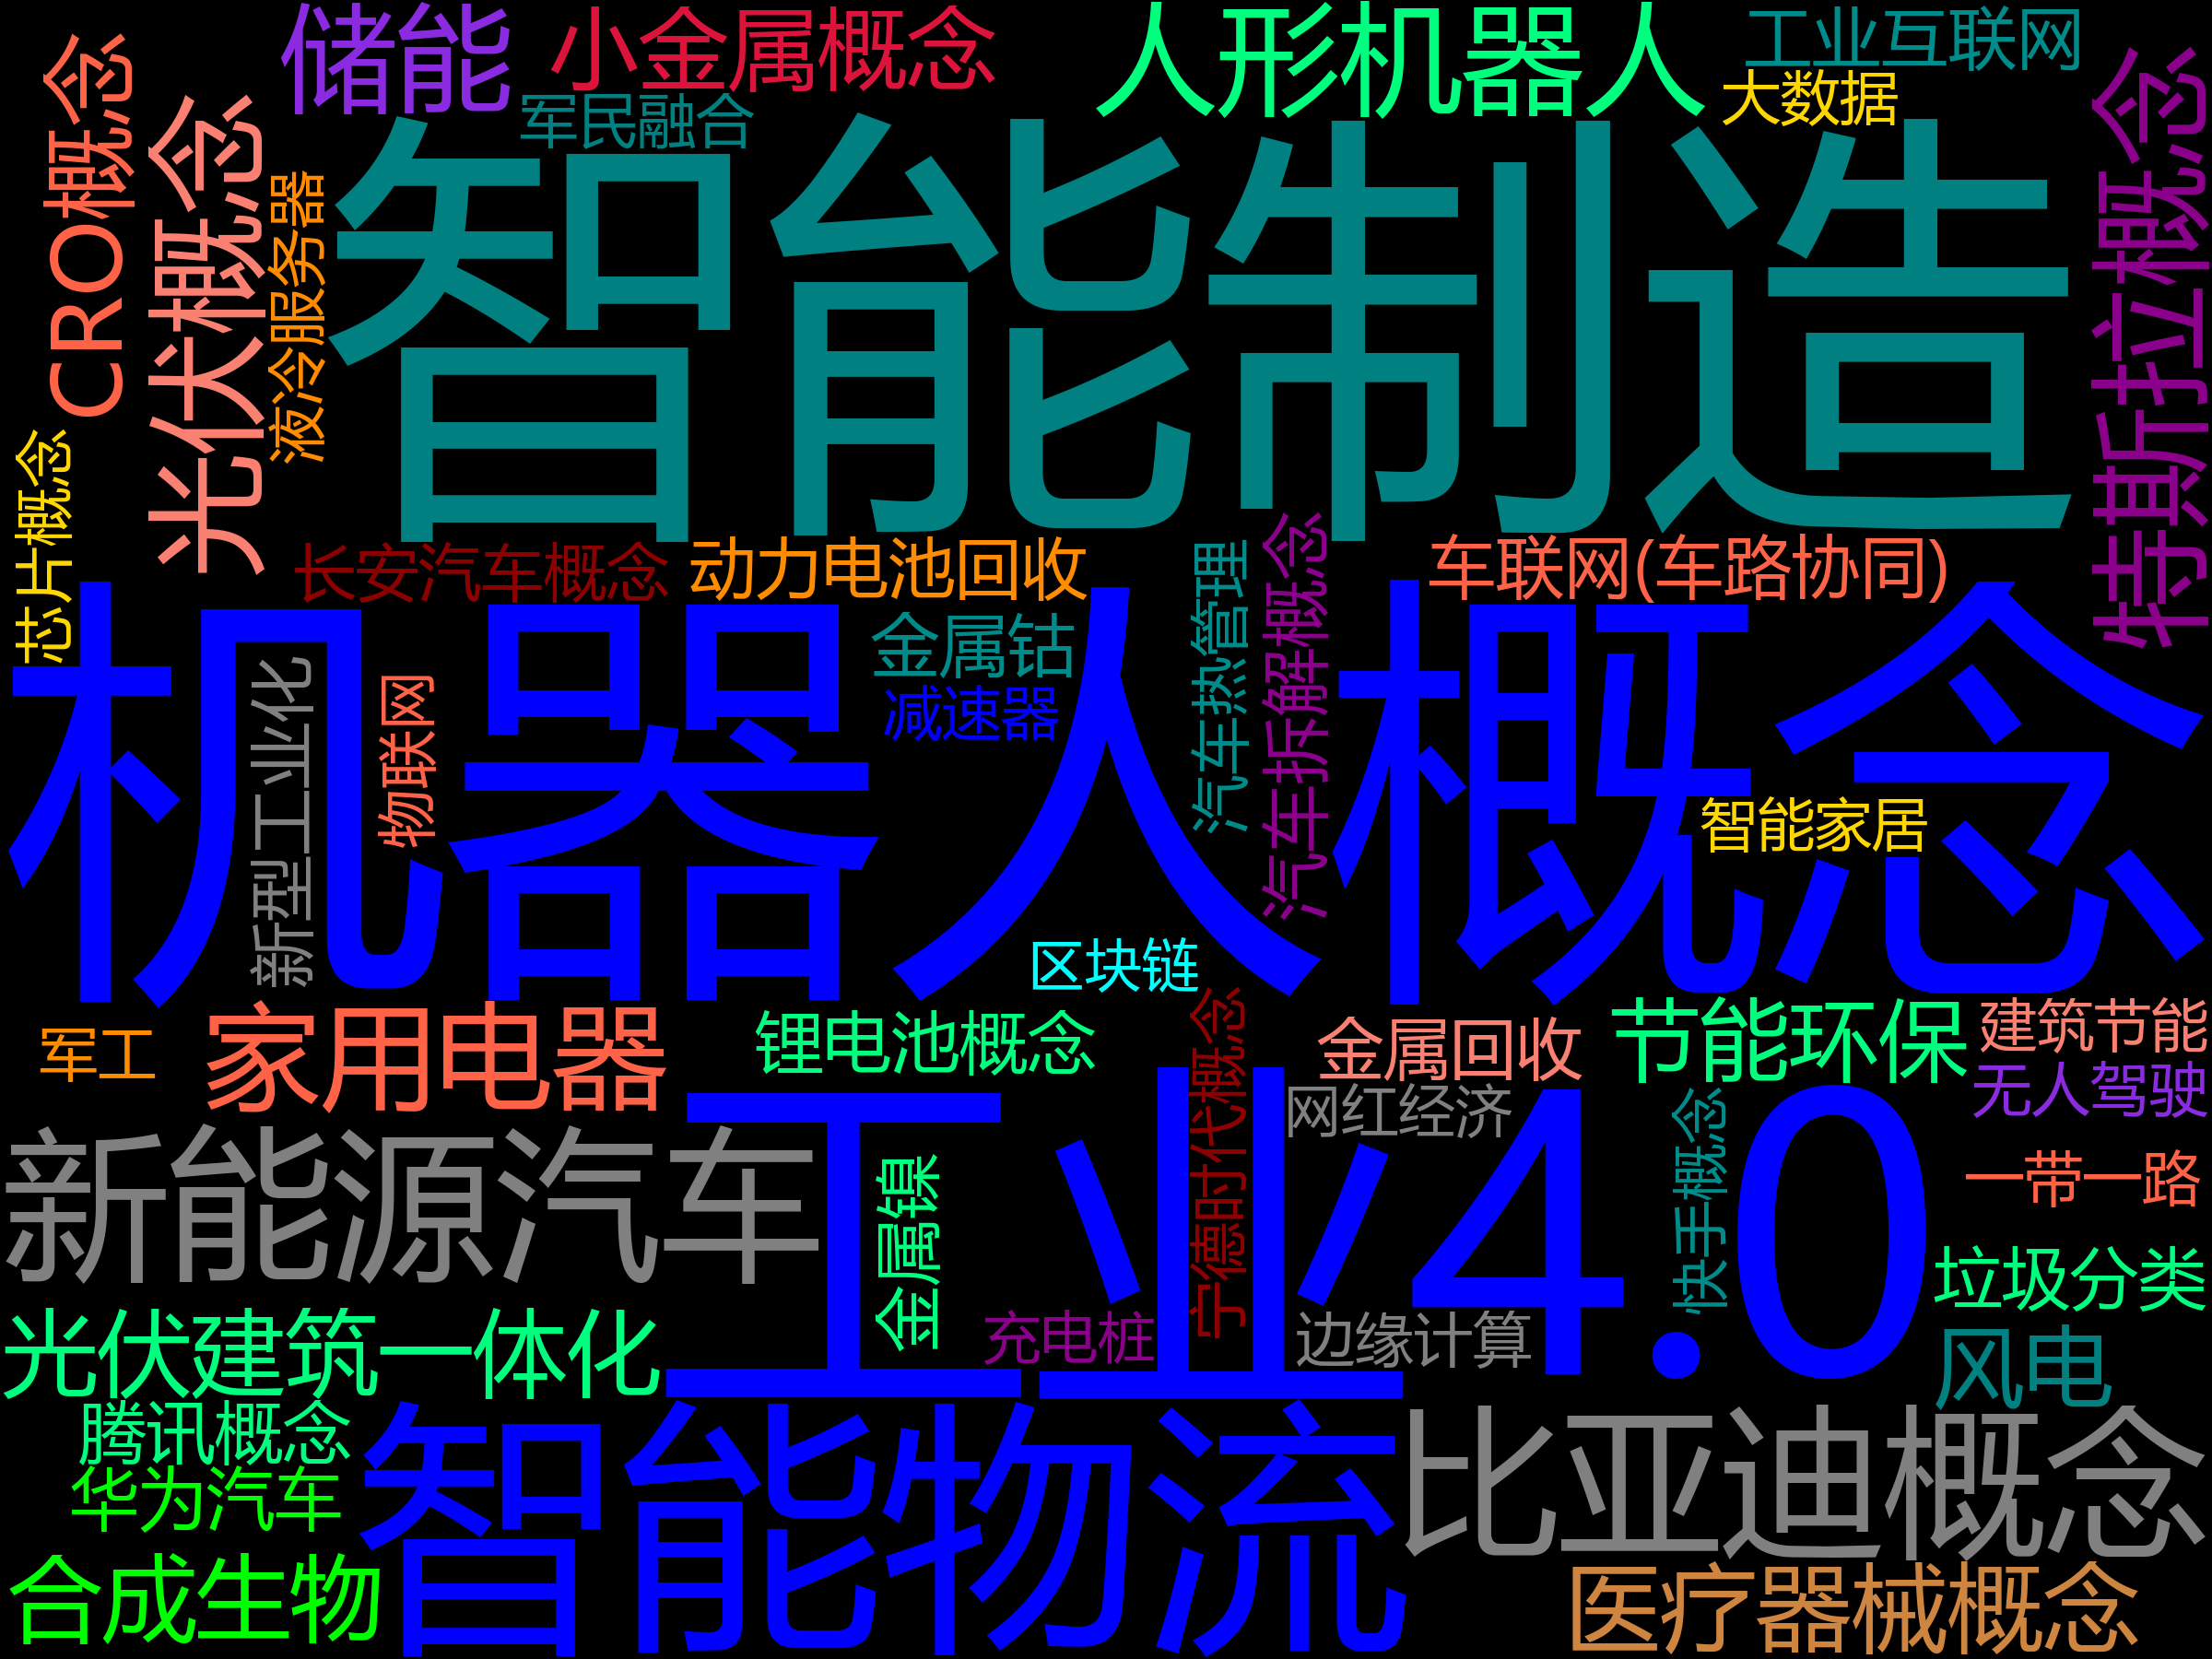 储能
小金属概念
人形机器人
工业互联网
大数据
军民融合
CRO概念
光伏概念
液冷服务器
智能制造
特斯拉概念
芯片概念
长安汽车概念
动力电池回收
车联网(车路协同)
金属钴
减速器
汽车热管理
汽车拆解概念
机器人概念
新型工业化
物联网
智能家居
区块链
军工
家用电器
锂电池概念
宁德时代概念
金属回收
节能环保
建筑节能
网红经济
无人驾驶
新能源汽车
金属镍
工业4.0
快手概念
一带一路
垃圾分类
光伏建筑一体化
充电桩
边缘计算
风电
腾讯概念
华为汽车
智能物流
比亚迪概念
合成生物
医疗器械概念